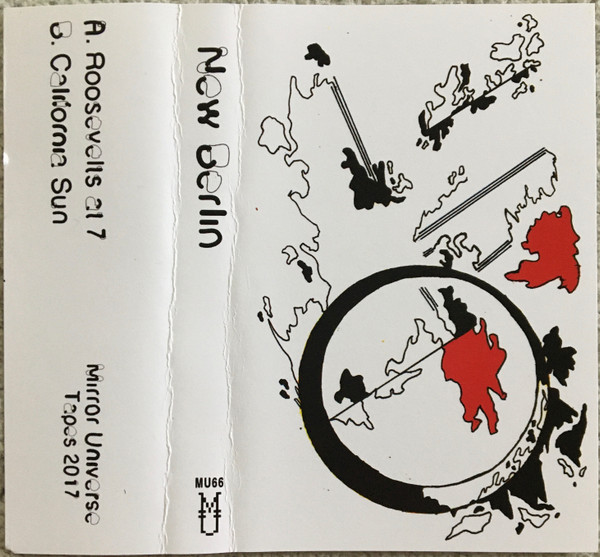 A. Roosevelts at 7
B. California Sun
Mirror Universe
Tapes 2017
New Berlin
MU66